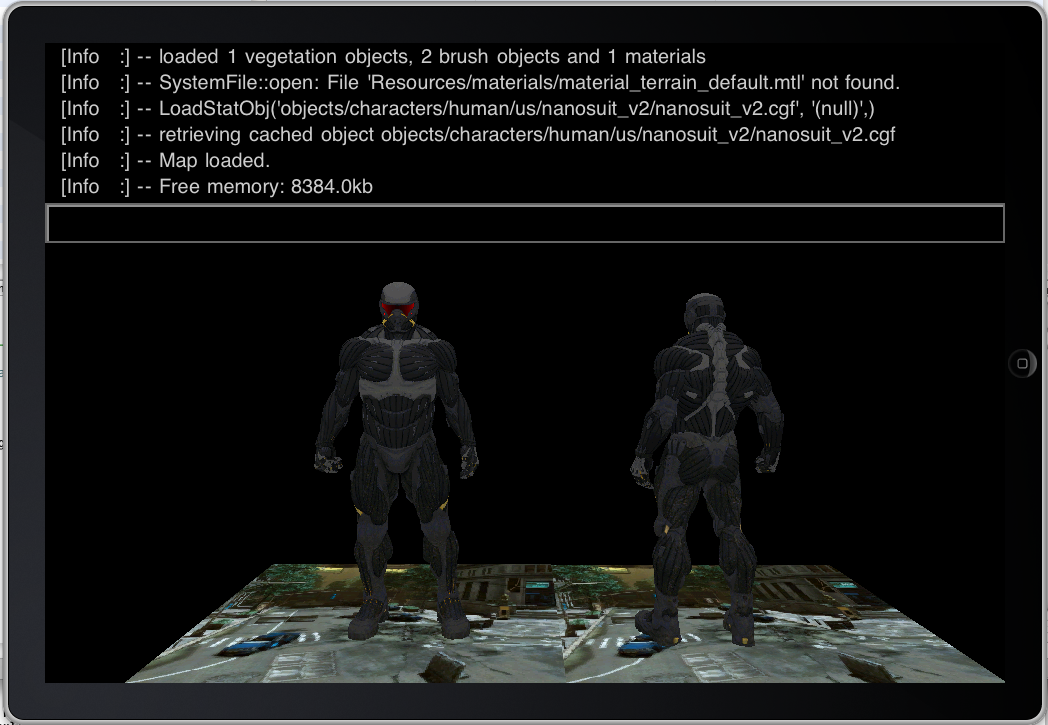 [Info :] -- loaded 1 vegetation objects, 2 brush objects and 1 materials
[Info :] -- SystemFile::open: File 'Resources/materials/material_terrain_default.mtl' not found.
[Info :] -- LoadStatObj('objects/characters/human/us/nanosuit_v2/nanosuit_v2.cgf', '(null)',)
[Info :] -- retrieving cached object objects/characters/human/us/nanosuit_v2/nanosuit_v2.cgf
[Info :] -- Map loaded.
[Info :] -- Free memory: 8384.0kb